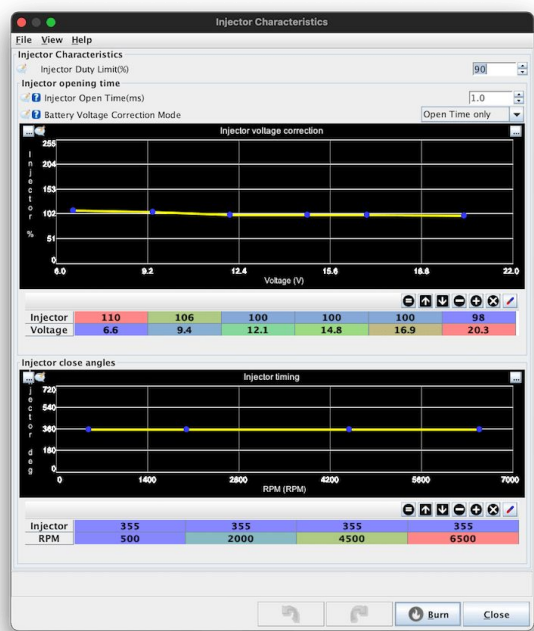 Injector Characteristics
File View Help
Injector Characteristics
Injector Duty Limit(%) 90
Injector opening time
Injector Open Time(ms) 1.0
Battery Voltage Correction Mode Open Time only
Injector voltage correction
Injector %
255
204
153
102
51
0
6.0 9.2 12.4 15.6 18.8 22.0
Voltage (V)
Injector 110 106 100 100 100 98
Voltage 6.6 9.4 12.1 14.8 16.9 20.3
Injector close angles
Injector timing
jector deg
720
540
360
180
0
0 1400 2800 4200 5600 7000
RPM (RPM)
Injector 355 355 355 355
RPM 500 2000 4500 6500
Burn Close